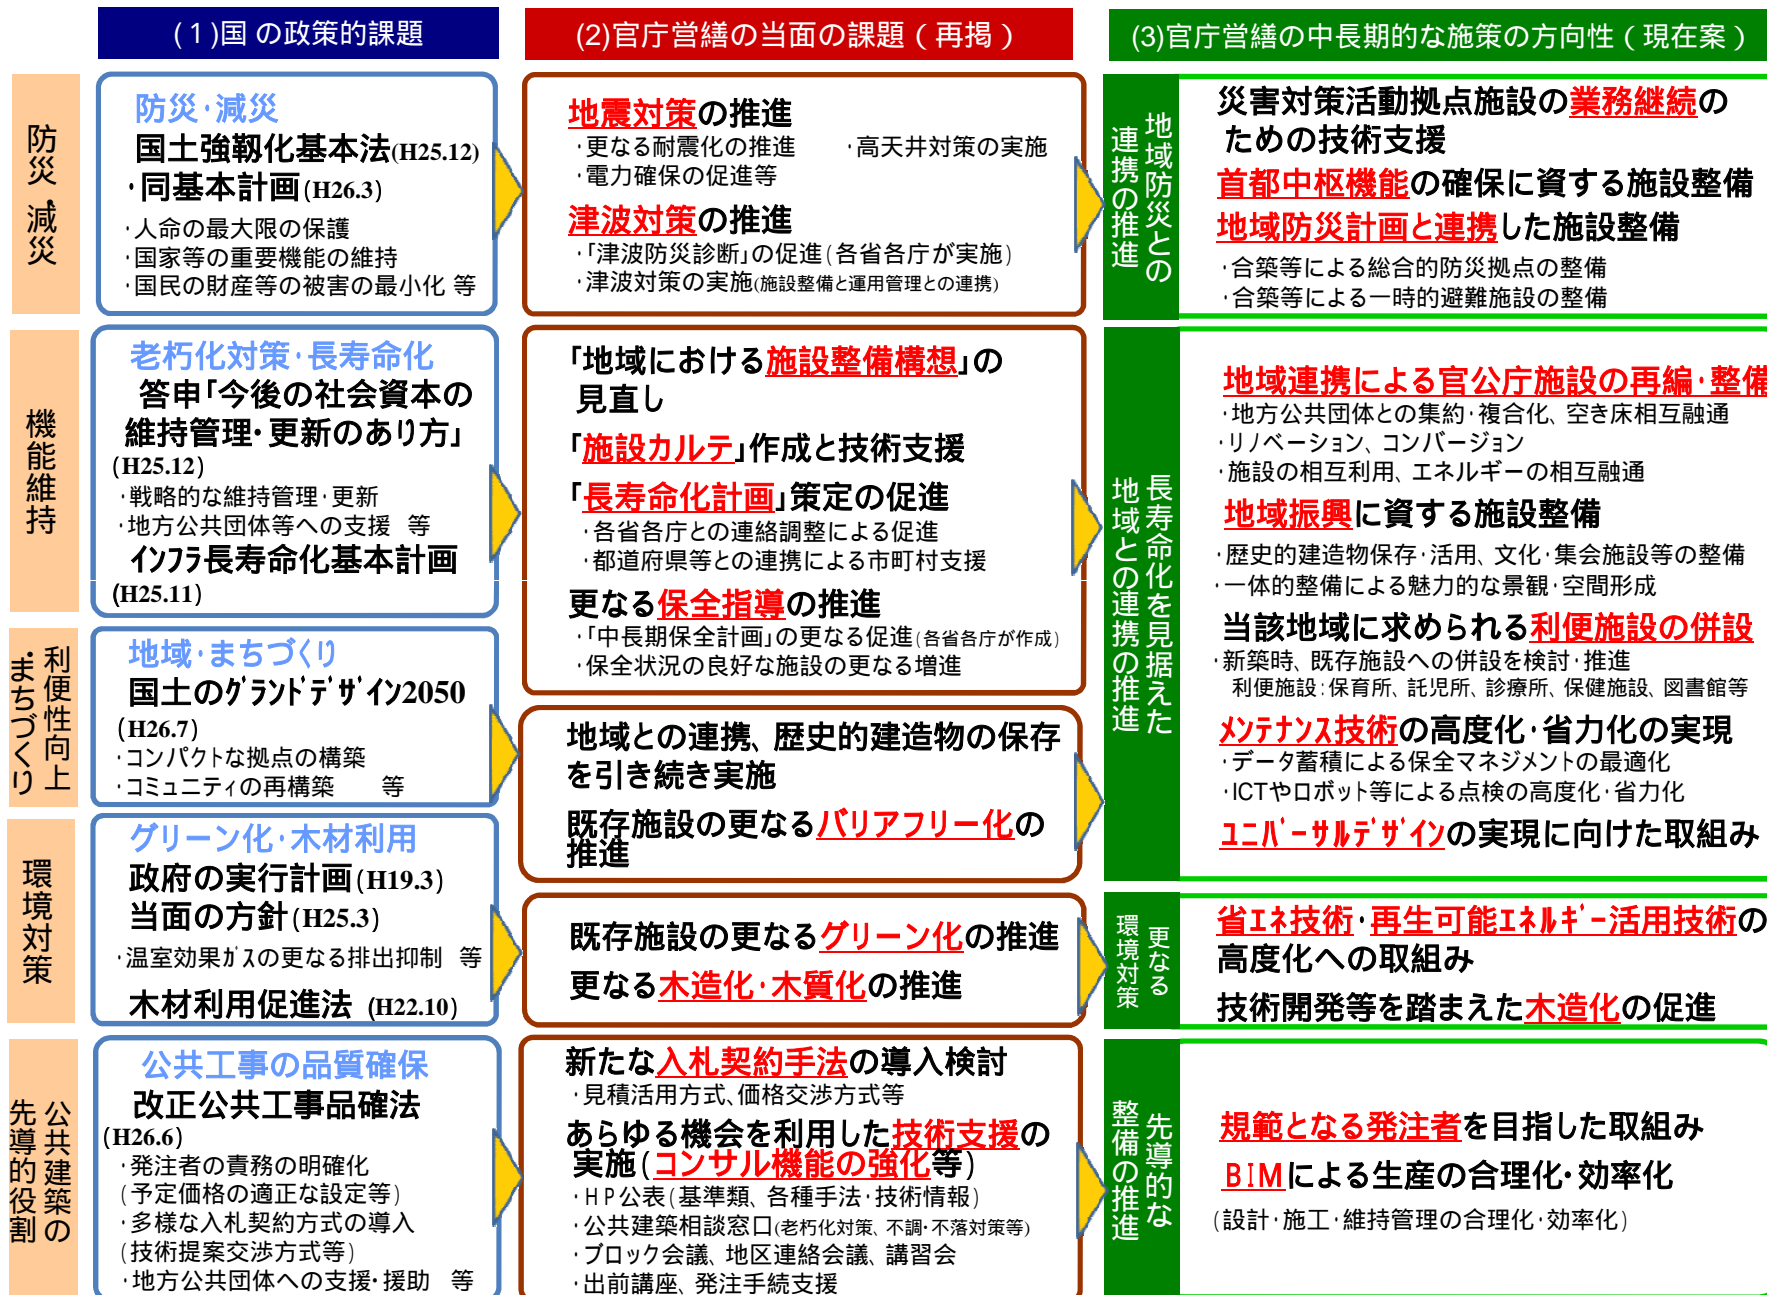 (1)国 の政策的課題
(2)官庁営繕の当面の課題(再掲)
(3)官庁営繕の中長期的な施策の方向性(現在案)
防災・減災
防災・減災
国土強靱化基本法(H25.12)
・同基本計画(H26.3)
・人命の最大限の保護
・国家等の重要機能の維持
・国民の財産等の被害の最小化 等
地震対策の推進
・更なる耐震化の推進 ・高天井対策の実施
・電力確保の促進等
津波対策の推進
・「津波防災診断」の促進(各省各庁が実施)
・津波対策の実施(施設整備と運用管理との連携)
地域防災との
連携の推進
災害対策活動拠点施設の業務継続の
ための技術支援
首都中枢機能の確保に資する施設整備
地域防災計画と連携した施設整備
・合築等による総合的防災拠点の整備
・合築等による一時的避難施設の整備
機能維持
老朽化対策・長寿命化
答申「今後の社会資本の
維持管理・更新のあり方」
(H25.12)
・戦略的な維持管理・更新
・地方公共団体等への支援 等
インフラ長寿命化基本計画
(H25.11)
「地域における施設整備構想」の
見直し
「施設カルテ」作成と技術支援
「長寿命化計画」策定の促進
・各省各庁との連絡調整による促進
・都道府県等との連携による市町村支援
更なる保全指導の推進
・「中長期保全計画」の更なる促進(各省各庁が作成)
・保全状況の良好な施設の更なる増進
長寿命化を見据えた
地域との連携の推進
地域連携による官公庁施設の再編・整備
・地方公共団体との集約・複合化、空き床相互融通
・リノベーション、コンバージョン
・施設の相互利用、エネルギーの相互融通
地域振興に資する施設整備
・歴史的建造物保存・活用、文化・集会施設等の整備
・一体的整備による魅力的な景観・空間形成
当該地域に求められる利便施設の併設
・新築時、既存施設への併設を検討・推進
利便施設:保育所、託児所、診療所、保健施設、図書館等
メンテナンス技術の高度化・省力化の実現
・データ蓄積による保全マネジメントの最適化
・ICTやロボット等による点検の高度化・省力化
ユニバーサルデザインの実現に向けた取組み
利便性向上
・まちづくり
地域・まちづくり
国土のグランドデザイン2050
(H26.7)
・コンパクトな拠点の構築
・コミュニティの再構築 等
地域との連携、歴史的建造物の保存
を引き続き実施
既存施設の更なるバリアフリー化の
推進
環境対策
グリーン化・木材利用
政府の実行計画(H19.3)
当面の方針(H25.3)
・温室効果ガスの更なる排出抑制 等
木材利用促進法 (H22.10)
既存施設の更なるグリーン化の推進
更なる木造化・木質化の推進
更なる
環境対策
省エネ技術・再生可能エネルギー活用技術の
高度化への取組み
技術開発等を踏まえた木造化の促進
公共建築の
先導的役割
公共工事の品質確保
改正公共工事品確法
(H26.6)
・発注者の責務の明確化
(予定価格の適正な設定等)
・多様な入札契約方式の導入
(技術提案交渉方式等)
・地方公共団体への支援・援助 等
新たな入札契約手法の導入検討
・見積活用方式、価格交渉方式等
あらゆる機会を利用した技術支援の
実施(コンサル機能の強化等)
・HP公表(基準類、各種手法・技術情報)
・公共建築相談窓口(老朽化対策、不調・不落対策等)
・ブロック会議、地区連絡会議、講習会
・出前講座、発注手続支援
先導的な
整備の推進
規範となる発注者を目指した取組み
BIMによる生産の合理化・効率化
(設計・施工・維持管理の合理化・効率化)